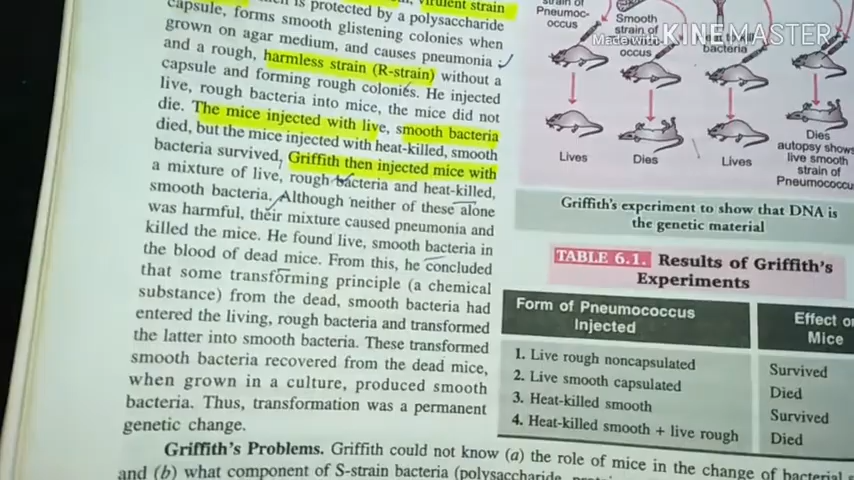 virulent strain
is protected by a polysaccharide
capsule, forms smooth glistening colonies when
grown on agar medium, and causes pneumonia
and a rough, harmless strain (R-strain) without a
capsule and forming rough colonies. He injected
live, rough bacteria into mice, the mice did not
die. The mice injected with live, smooth bacteria
died, but the mice injected with heat-killed, smooth
bacteria survived. Griffith then injected mice with
a mixture of live, rough bacteria and heat-killed,
smooth bacteria. Although neither of these alone
was harmful, their mixture caused pneumonia and
killed the mice. He found live, smooth bacteria in
the blood of dead mice. From this, he concluded
that some transforming principle (a chemical
substance) from the dead, smooth bacteria had
entered the living, rough bacteria and transformed
the latter into smooth bacteria. These transformed
smooth bacteria recovered from the dead mice,
when grown in a culture, produced smooth
bacteria. Thus, transformation was a permanent
genetic change.
Griffith's Problems. Griffith could not know (a) the role of mice in the change of bacterial
and (b) what component of S-strain bacteria (polysaccharide,
strain of
Pneumoc-
occus
Smooth
strain of
occus
bacteria
Made with KINEMASTER
Lives
Dies
Lives
Dies
autopsy shows
live smooth
strain of
Pneumococcu
Griffith's experiment to show that DNA is
the genetic material
TABLE 6.1. Results of Griffith's
Experiments
Form of Pneumococcus
Injected
Effect on
Mice
1. Live rough noncapsulated
Survived
2. Live smooth capsulated
Died
3. Heat-killed smooth
Survived
4. Heat-killed smooth + live rough
Died